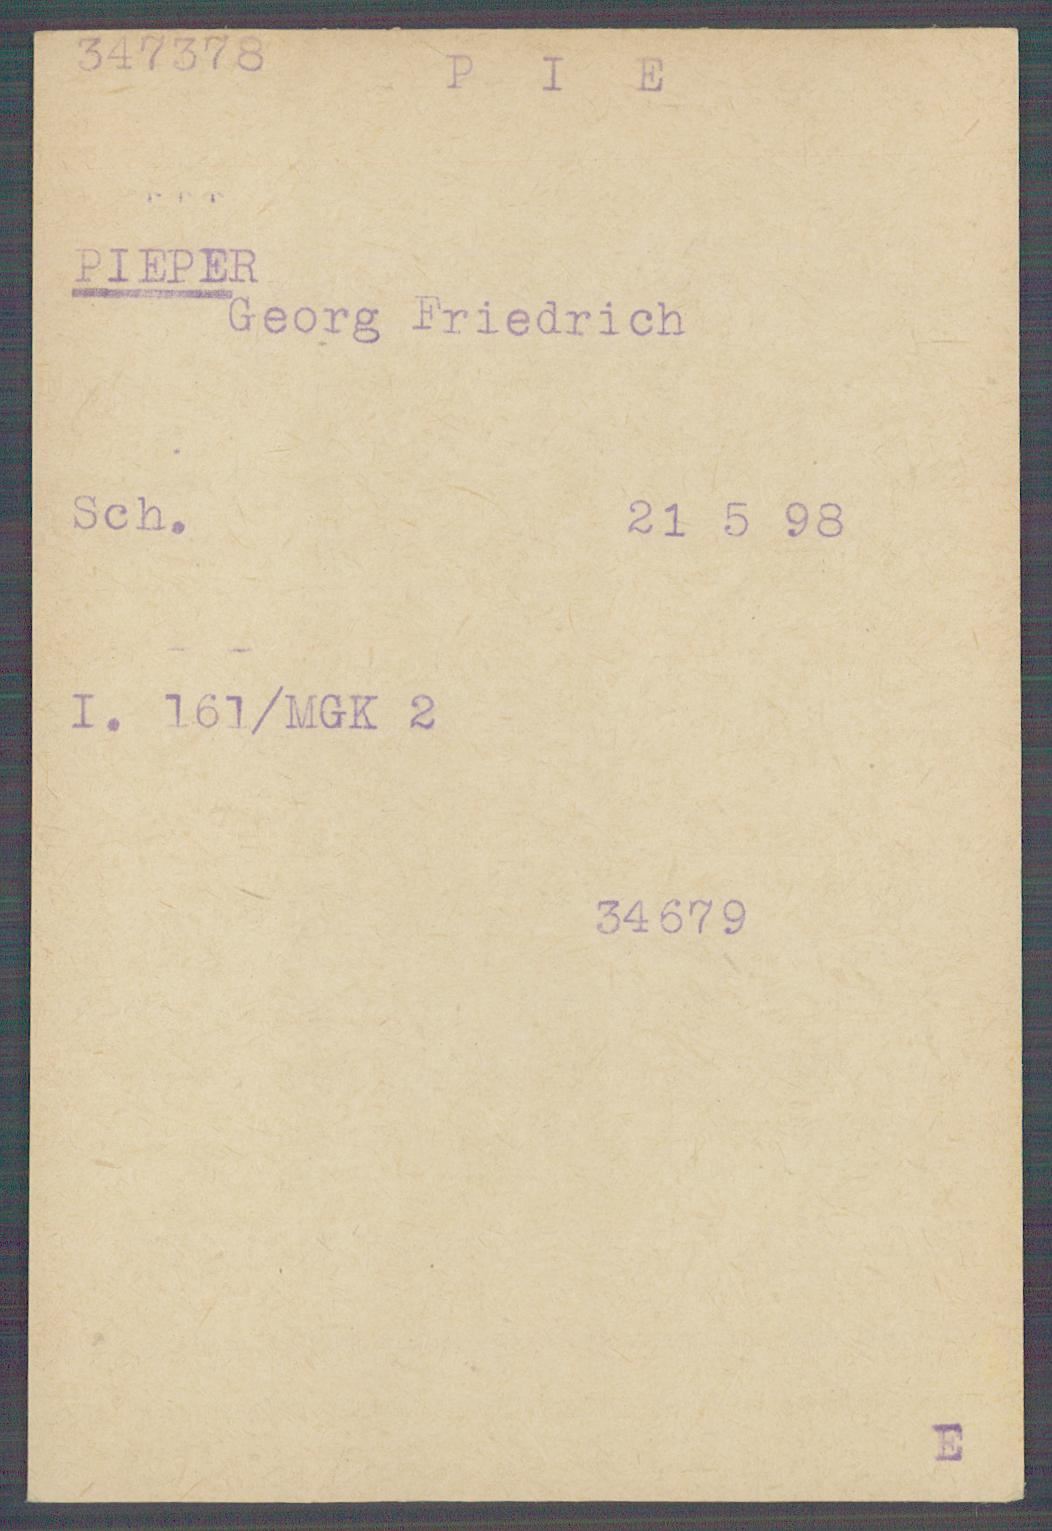 347378
P I E
PIEPER
Georg Friedrich
Sch. 21 5 98
I. 161/MGK 2
34679
E